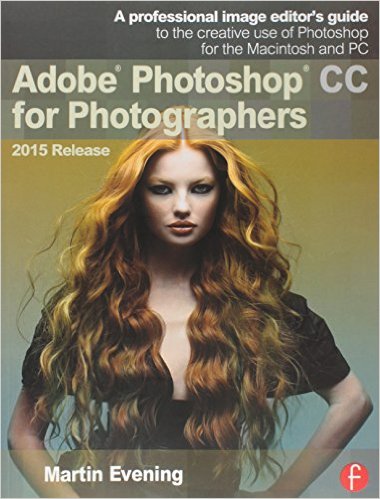 A professional image editor's guide
to the creative use of Photoshop
for the Macintosh and PC
Adobe® Photoshop® CC
for Photographers
2015 Release
Martin Evening
f